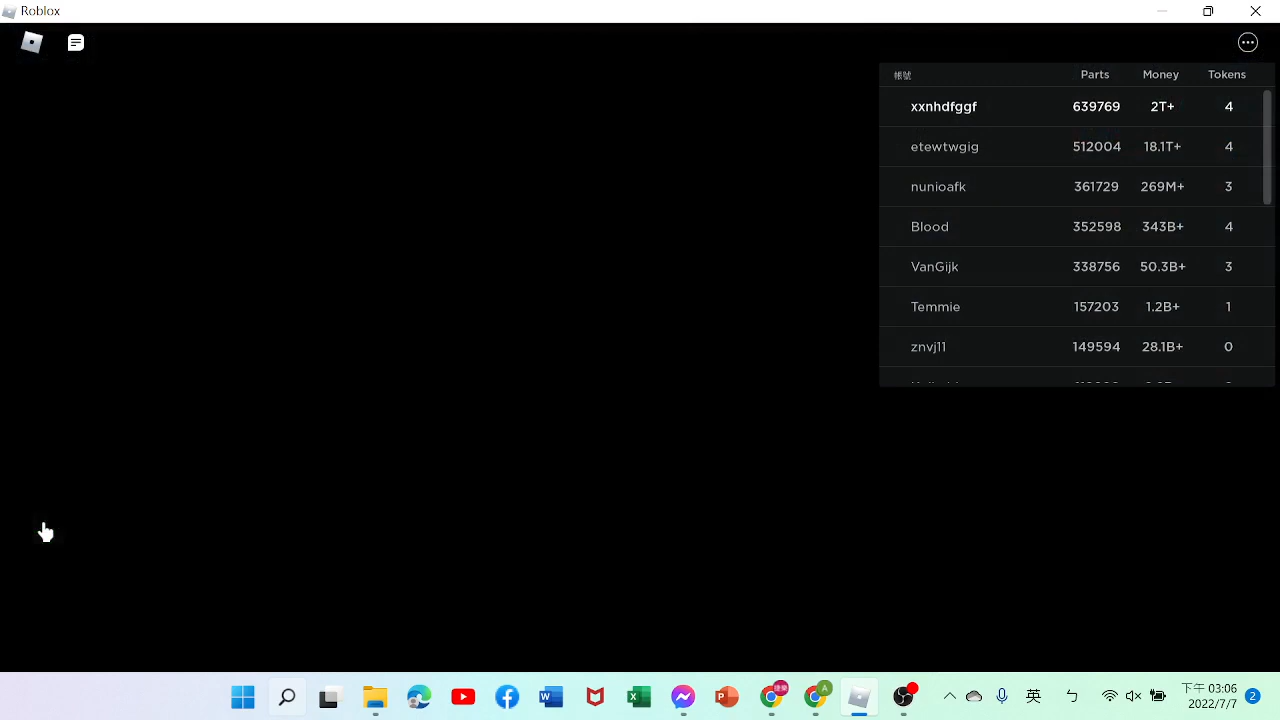 Roblox
帳號 Parts Money Tokens
xxnhdfggf 639769 2T+ 4
etewtwgig 512004 18.1T+ 4
nunioafk 361729 269M+ 3
Blood 352598 343B+ 4
VanGijk 338756 50.3B+ 3
Temmie 157203 1.2B+ 1
znvj11 149594 28.1B+ 0
捷樂 A
英 ㄅ 下午 03:06
2022/7/7 2